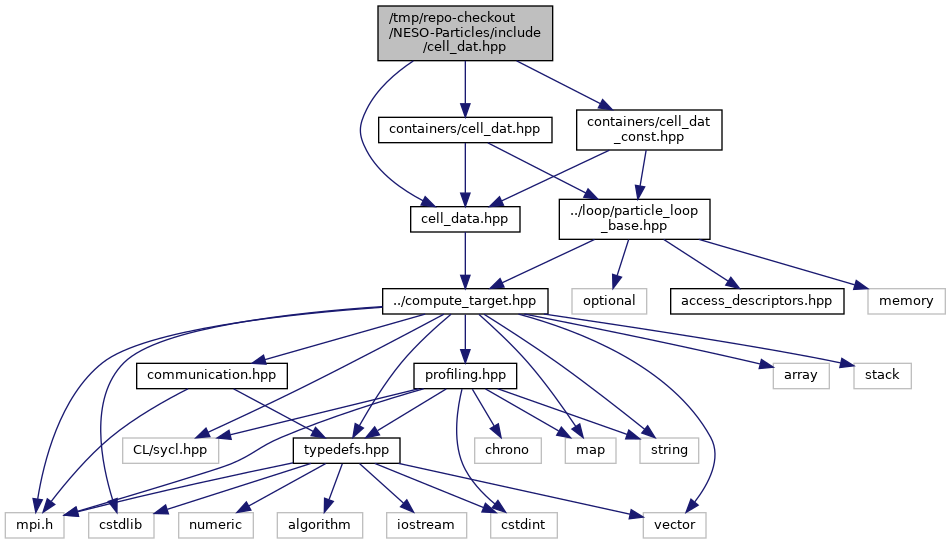 /tmp/repo-checkout
/NESO-Particles/include
/cell_dat.hpp
containers/cell_dat.hpp
containers/cell_dat
_const.hpp
cell_data.hpp
../loop/particle_loop
_base.hpp
../compute_target.hpp
optional
access_descriptors.hpp
memory
communication.hpp
profiling.hpp
array
stack
CL/sycl.hpp
typedefs.hpp
chrono
map
string
mpi.h
cstdlib
numeric
algorithm
iostream
cstdint
vector